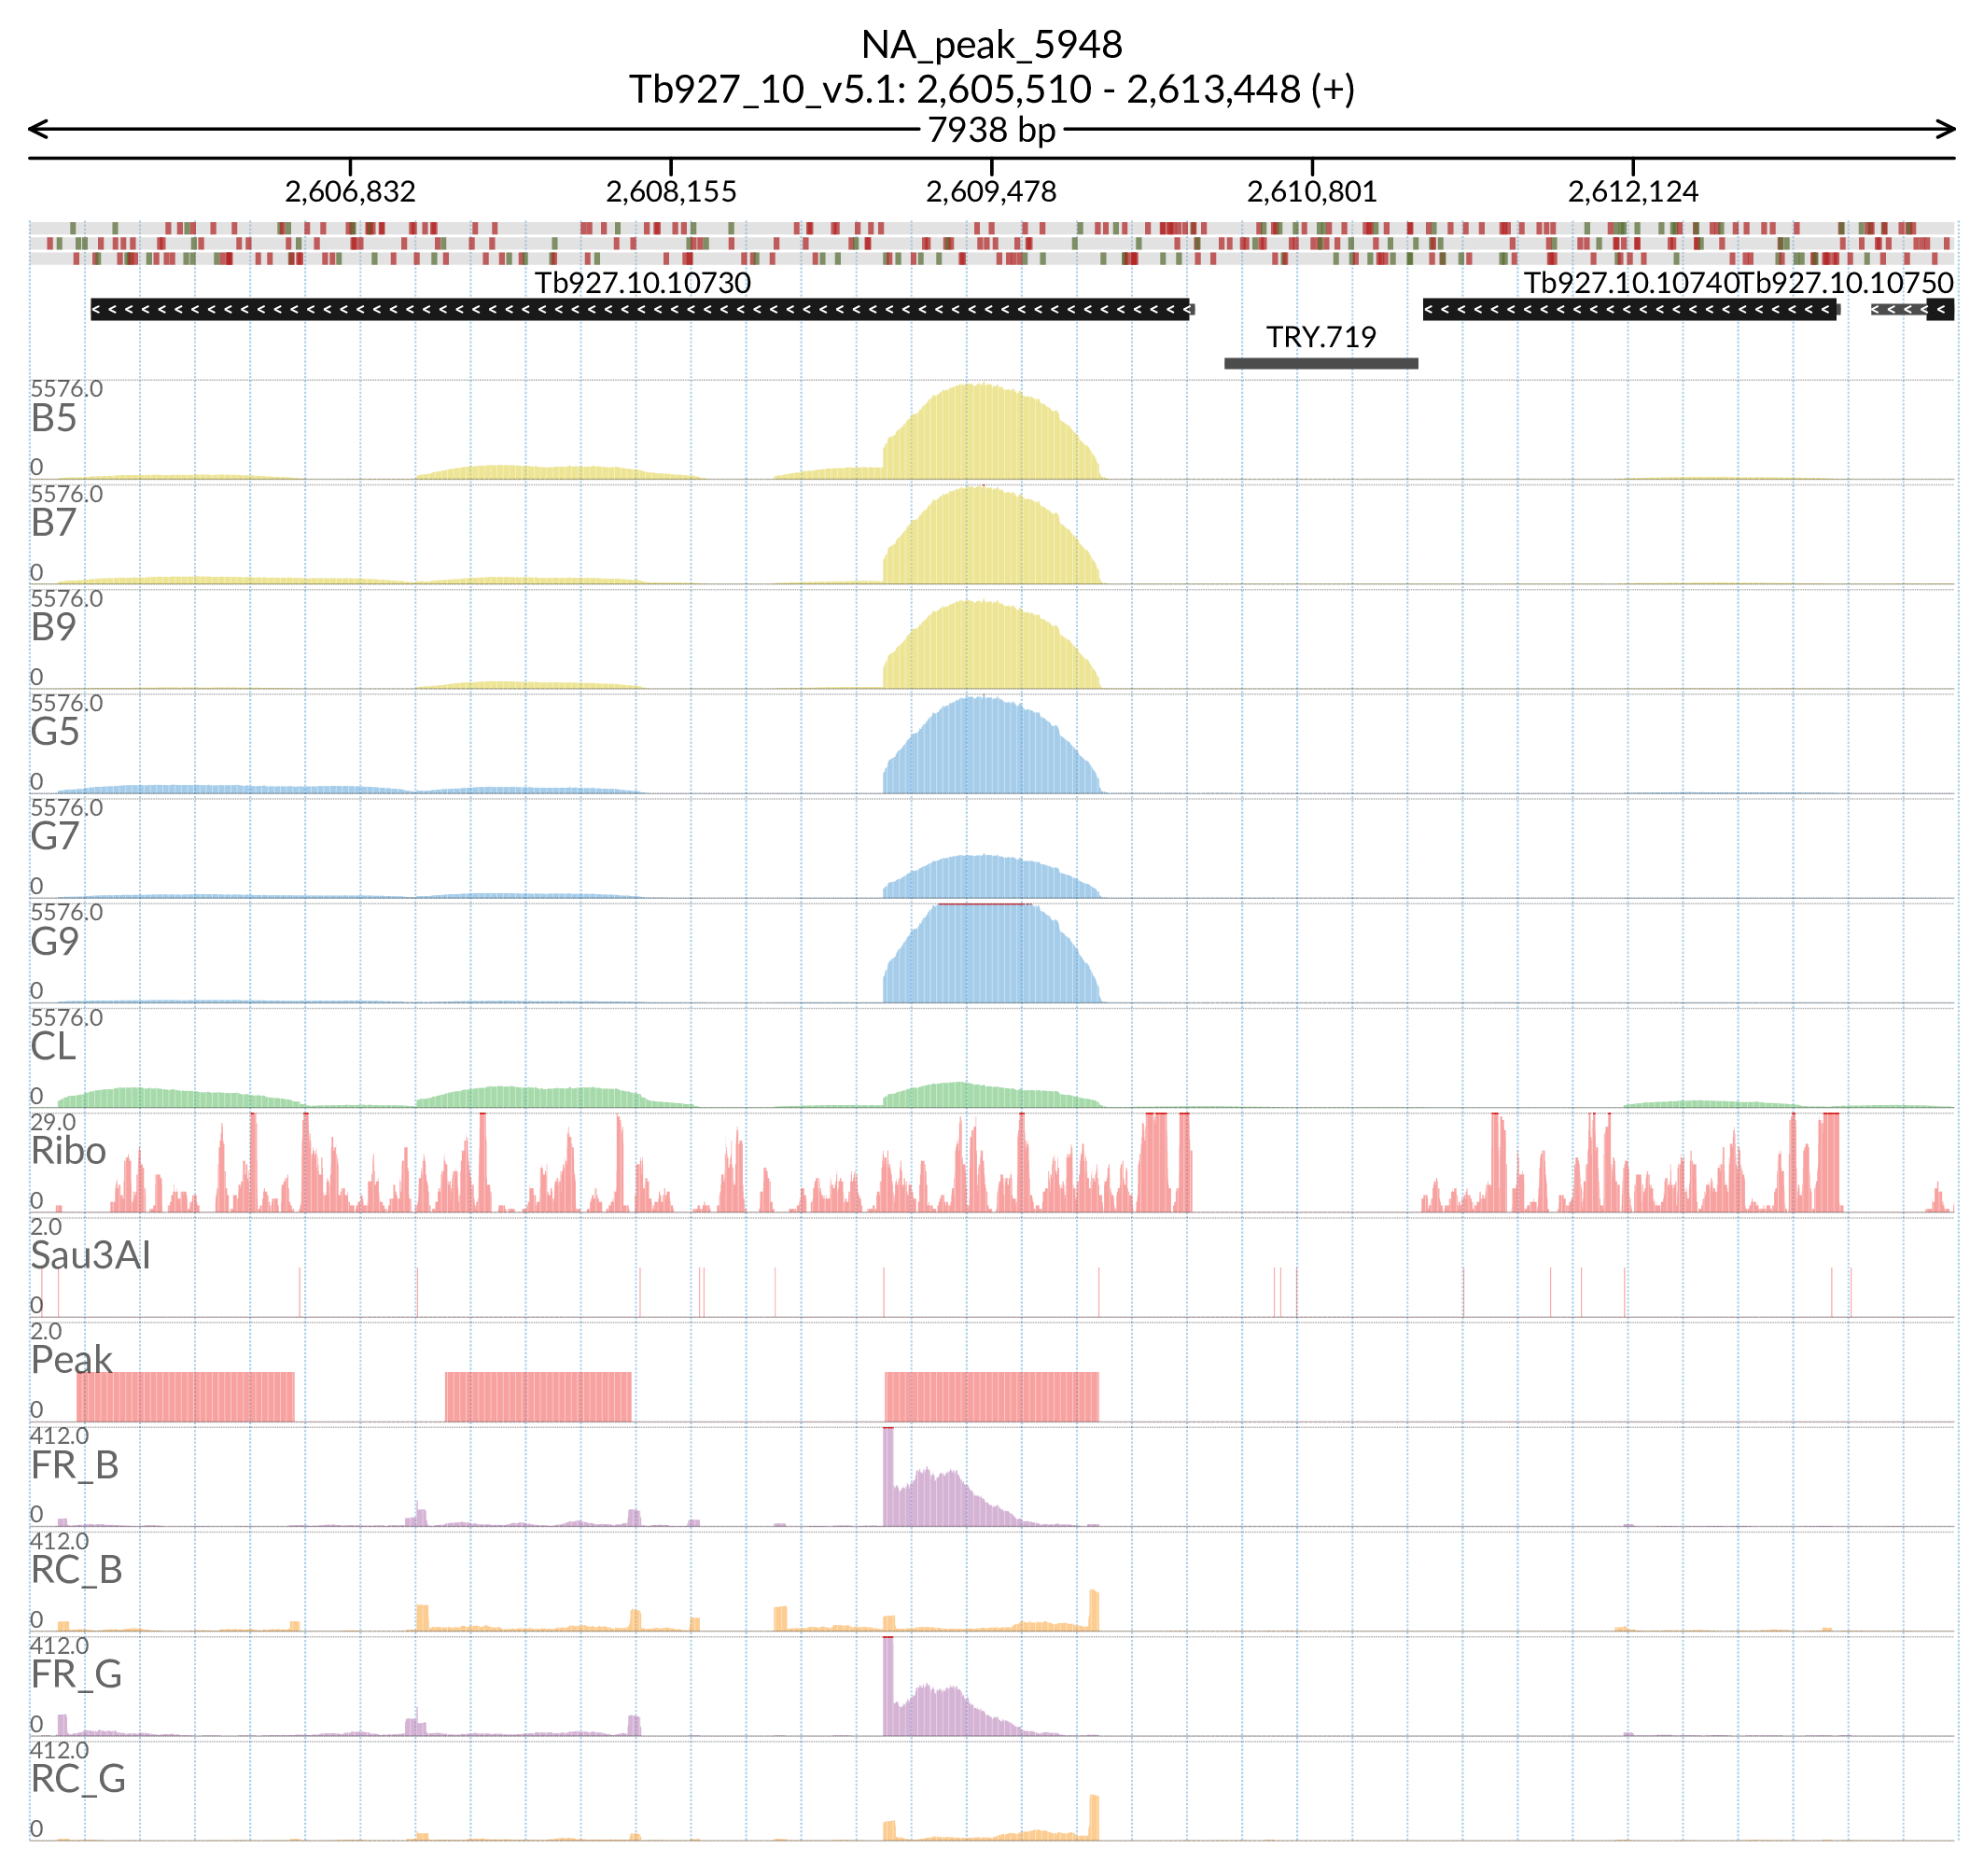 NA_peak_5948
Tb927_10_v5.1: 2,605,510 - 2,613,448 (+)
7938 bp
2,606,832 2,608,155 2,609,478 2,610,801 2,612,124
Tb927.10.10730 Tb927.10.10740 Tb927.10.10750
TRY.719
5576.0
B5
0
5576.0
B7
0
5576.0
B9
0
5576.0
G5
0
5576.0
G7
0
5576.0
G9
0
5576.0
CL
0
29.0
Ribo
0
2.0
Sau3AI
0
2.0
Peak
0
412.0
FR_B
0
412.0
RC_B
0
412.0
FR_G
0
412.0
RC_G
0